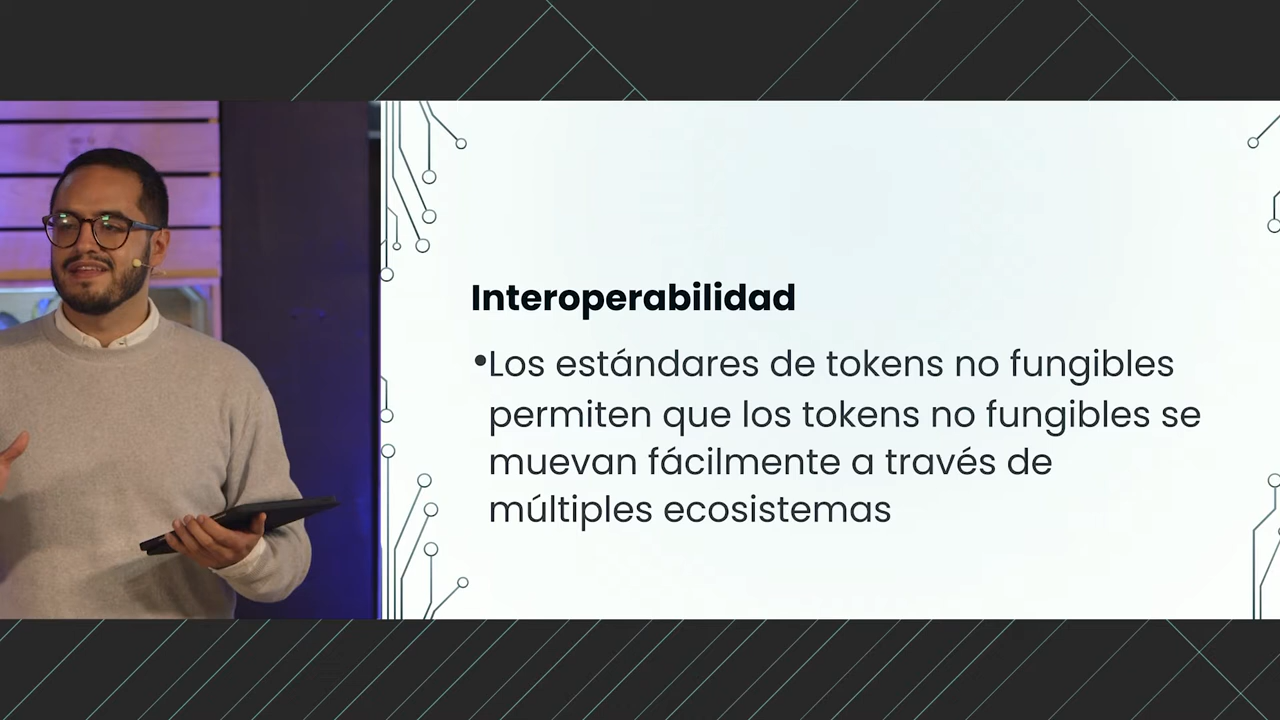 Interoperabilidad
•Los estándares de tokens no fungibles
permiten que los tokens no fungibles se
muevan fácilmente a través de
múltiples ecosistemas